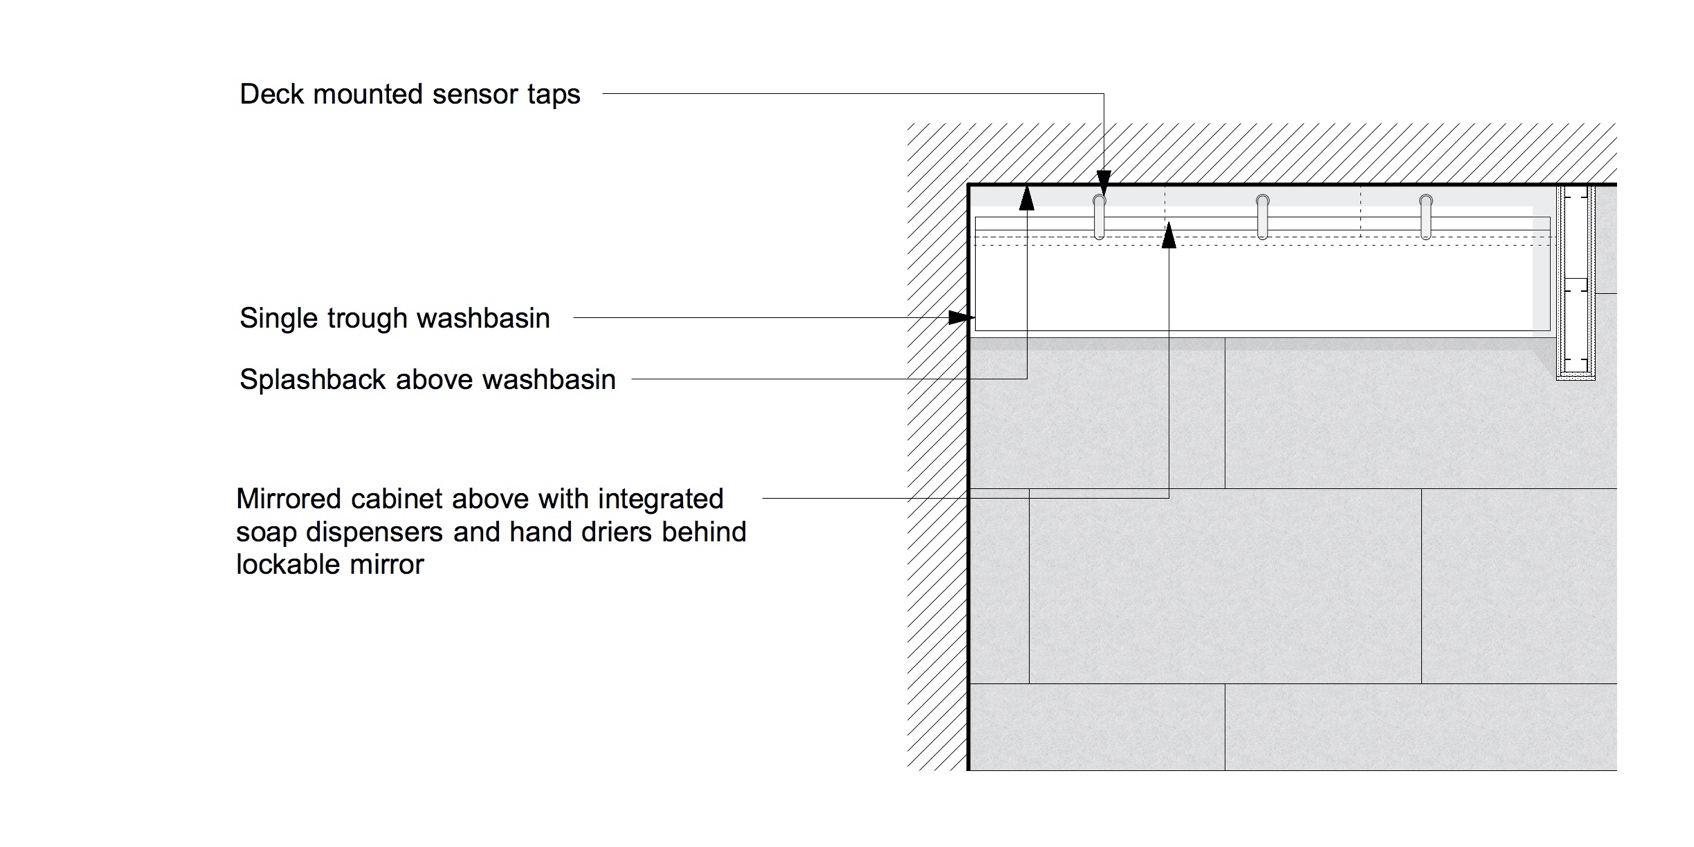 Deck mounted sensor taps
Single trough washbasin
Splashback above washbasin
Mirrored cabinet above with integrated
soap dispensers and hand driers behind
lockable mirror